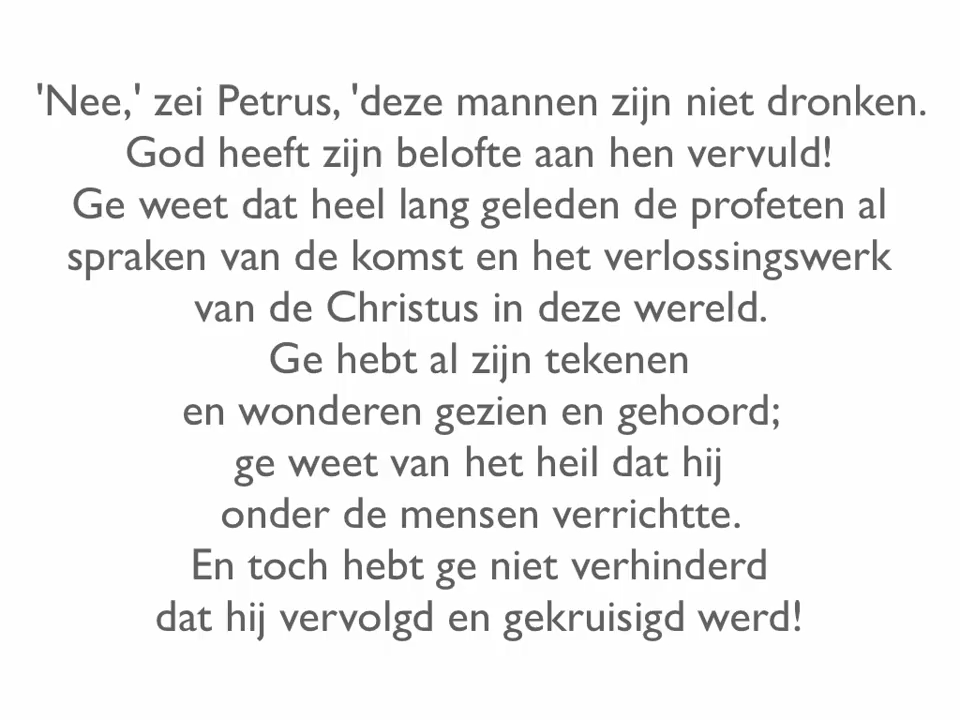 'Nee,' zei Petrus, 'deze mannen zijn niet dronken.
God heeft zijn belofte aan hen vervuld!
Ge weet dat heel lang geleden de profeten al
spraken van de komst en het verlossingswerk
van de Christus in deze wereld.
Ge hebt al zijn tekenen
en wonderen gezien en gehoord;
ge weet van het heil dat hij
onder de mensen verrichtte.
En toch hebt ge niet verhinderd
dat hij vervolgd en gekruisigd werd!